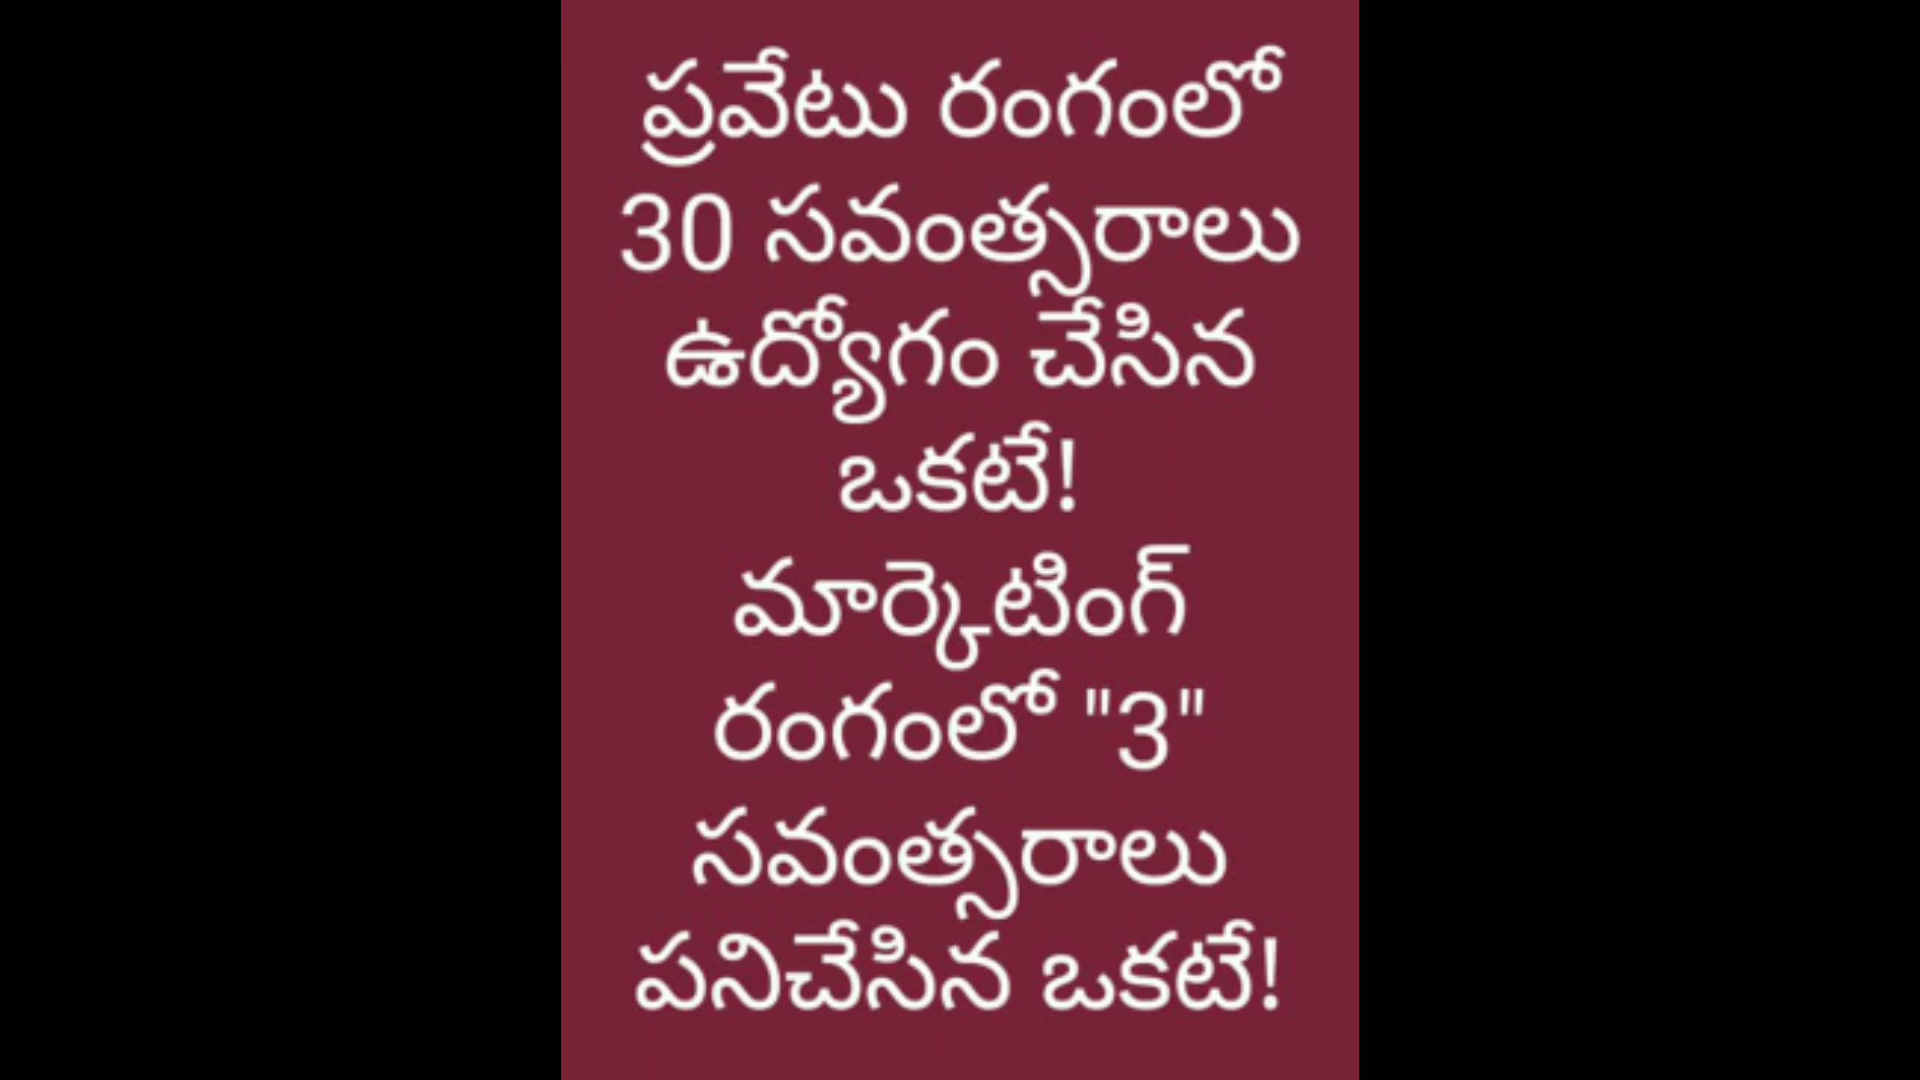 ప్రవేటు రంగంలో
30 సవంత్సరాలు
ఉద్యోగం చేసిన
ఒకటే!
మార్కెటింగ్
రంగంలో "3"
సవంత్సరాలు
పనిచేసిన ఒకటే!